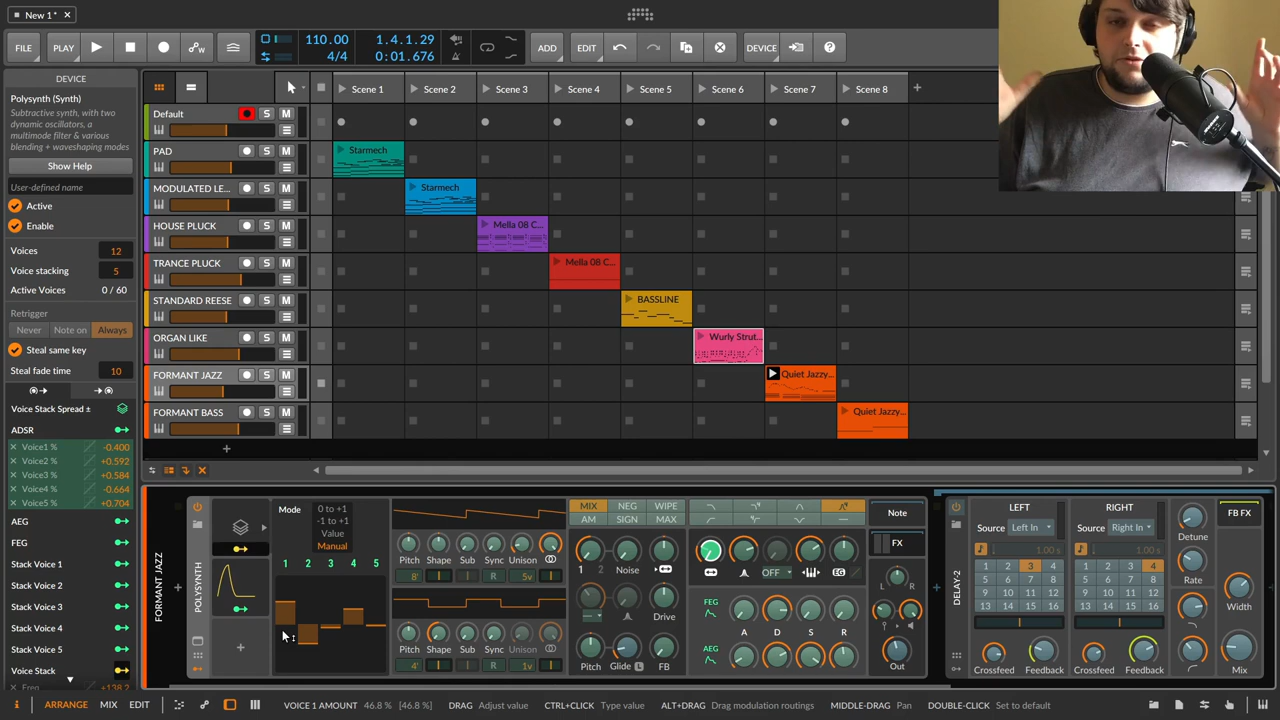 New 1* ×
FILE
PLAY
110.00
4/4
1.4.1.29
0:01.676
ADD
EDIT
DEVICE
DEVICE
Polysynth (Synth)
Subtractive synth, with two
dynamic oscillators, a
multimode filter & various
blending + waveshaping modes
Show Help
User-defined name
Active
Enable
Voices 12
Voice stacking 5
Active Voices 0 / 60
Retrigger
Never Note on Always
Steal same key
Steal fade time 10
Voice Stack Spread ±
ADSR
× Voice1 % -0.400
× Voice2 % +0.592
× Voice3 % +0.584
× Voice4 % -0.664
× Voice5 % +0.704
AEG
FEG
Stack Voice 1
Stack Voice 2
Stack Voice 3
Stack Voice 4
Stack Voice 5
Voice Stack
Scene 1 Scene 2 Scene 3 Scene 4 Scene 5 Scene 6 Scene 7 Scene 8 +
Default S M
PAD S M
Starmech
MODULATED LE... S M
Starmech
HOUSE PLUCK S M
Mella 08 C...
TRANCE PLUCK S M
Mella 08 C...
STANDARD REESE S M
BASSLINE
ORGAN LIKE S M
Wurly Strut...
FORMANT JAZZ S M
Quiet Jazzy...
FORMANT BASS S M
Quiet Jazzy...
FORMANT JAZZ
POLYSYNTH
Mode
0 to +1
-1 to +1
Value
Manual
1 2 3 4 5
Pitch Shape Sub Sync Unison
8' R 5v
Pitch Shape Sub Sync Unison
4' R 1v
MIX NEG WIPE
AM SIGN MAX
1 2 Noise
Drive
Pitch Glide FB
OFF EG
FEG
A D S R
AEG
Note
FX
L R
Out
DELAY-2
LEFT
Source Left In
1.00 s
1 2 3 4
5 6 7 8
9 10 11 12
13 14 15 16
Crossfeed Feedback
RIGHT
Source Right In
1.00 s
1 2 3 4
5 6 7 8
9 10 11 12
13 14 15 16
Crossfeed Feedback
Detune
Rate
FB FX
Width
Mix
i ARRANGE MIX EDIT
VOICE 1 AMOUNT 46.8 % [46.8 %] DRAG Adjust value CTRL+CLICK Type value ALT+DRAG Drag modulation routings MIDDLE-DRAG Pan DOUBLE-CLICK Set to default